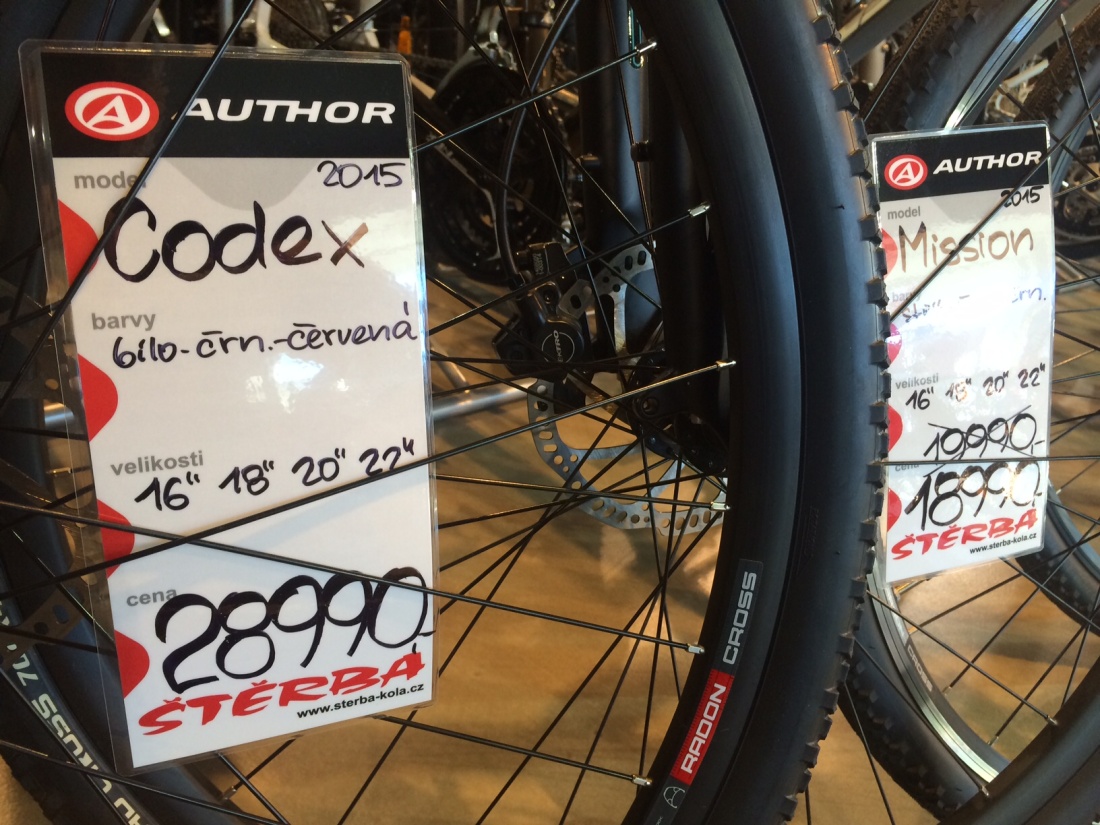 AUTHOR
model 2015
Codex
barvy
bílo-črn.-červená
velikosti
16" 18" 20" 22"
cena
28990,-
ŠTĚRBA
www.sterba-kola.cz
RADON CROSS
AUTHOR
2015
model
Mission
barvy
velikosti
16" 18" 20" 22"
19990,-
cena
18990,-
ŠTĚRBA
www.sterba-kola.cz